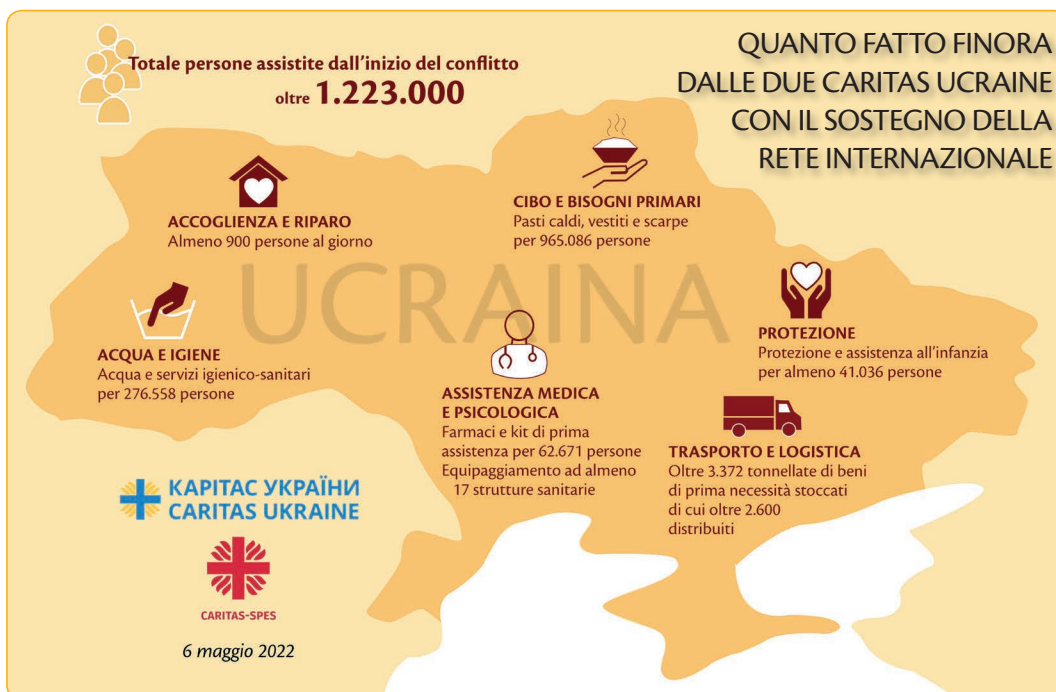 QUANTO FATTO FINORA
DALLE DUE CARITAS UCRAINE
CON IL SOSTEGNO DELLA
RETE INTERNAZIONALE
Totale persone assistite dall'inizio del conflitto
oltre 1.223.000
ACCOGLIENZA E RIPARO
Almeno 900 persone al giorno
CIBO E BISOGNI PRIMARI
Pasti caldi, vestiti e scarpe
per 965.086 persone
UCRAINA
ACQUA E IGIENE
Acqua e servizi igienico-sanitari
per 276.558 persone
ASSISTENZA MEDICA
E PSICOLOGICA
Farmaci e kit di prima
assistenza per 62.671 persone
Equipaggiamento ad almeno
17 strutture sanitarie
PROTEZIONE
Protezione e assistenza all'infanzia
per almeno 41.036 persone
TRASPORTO E LOGISTICA
Oltre 3.372 tonnellate di beni
di prima necessità stoccati
di cui oltre 2.600
distribuiti
КАРІТАС УКРАЇНИ
CARITAS UKRAINE
CARITAS-SPES
6 maggio 2022